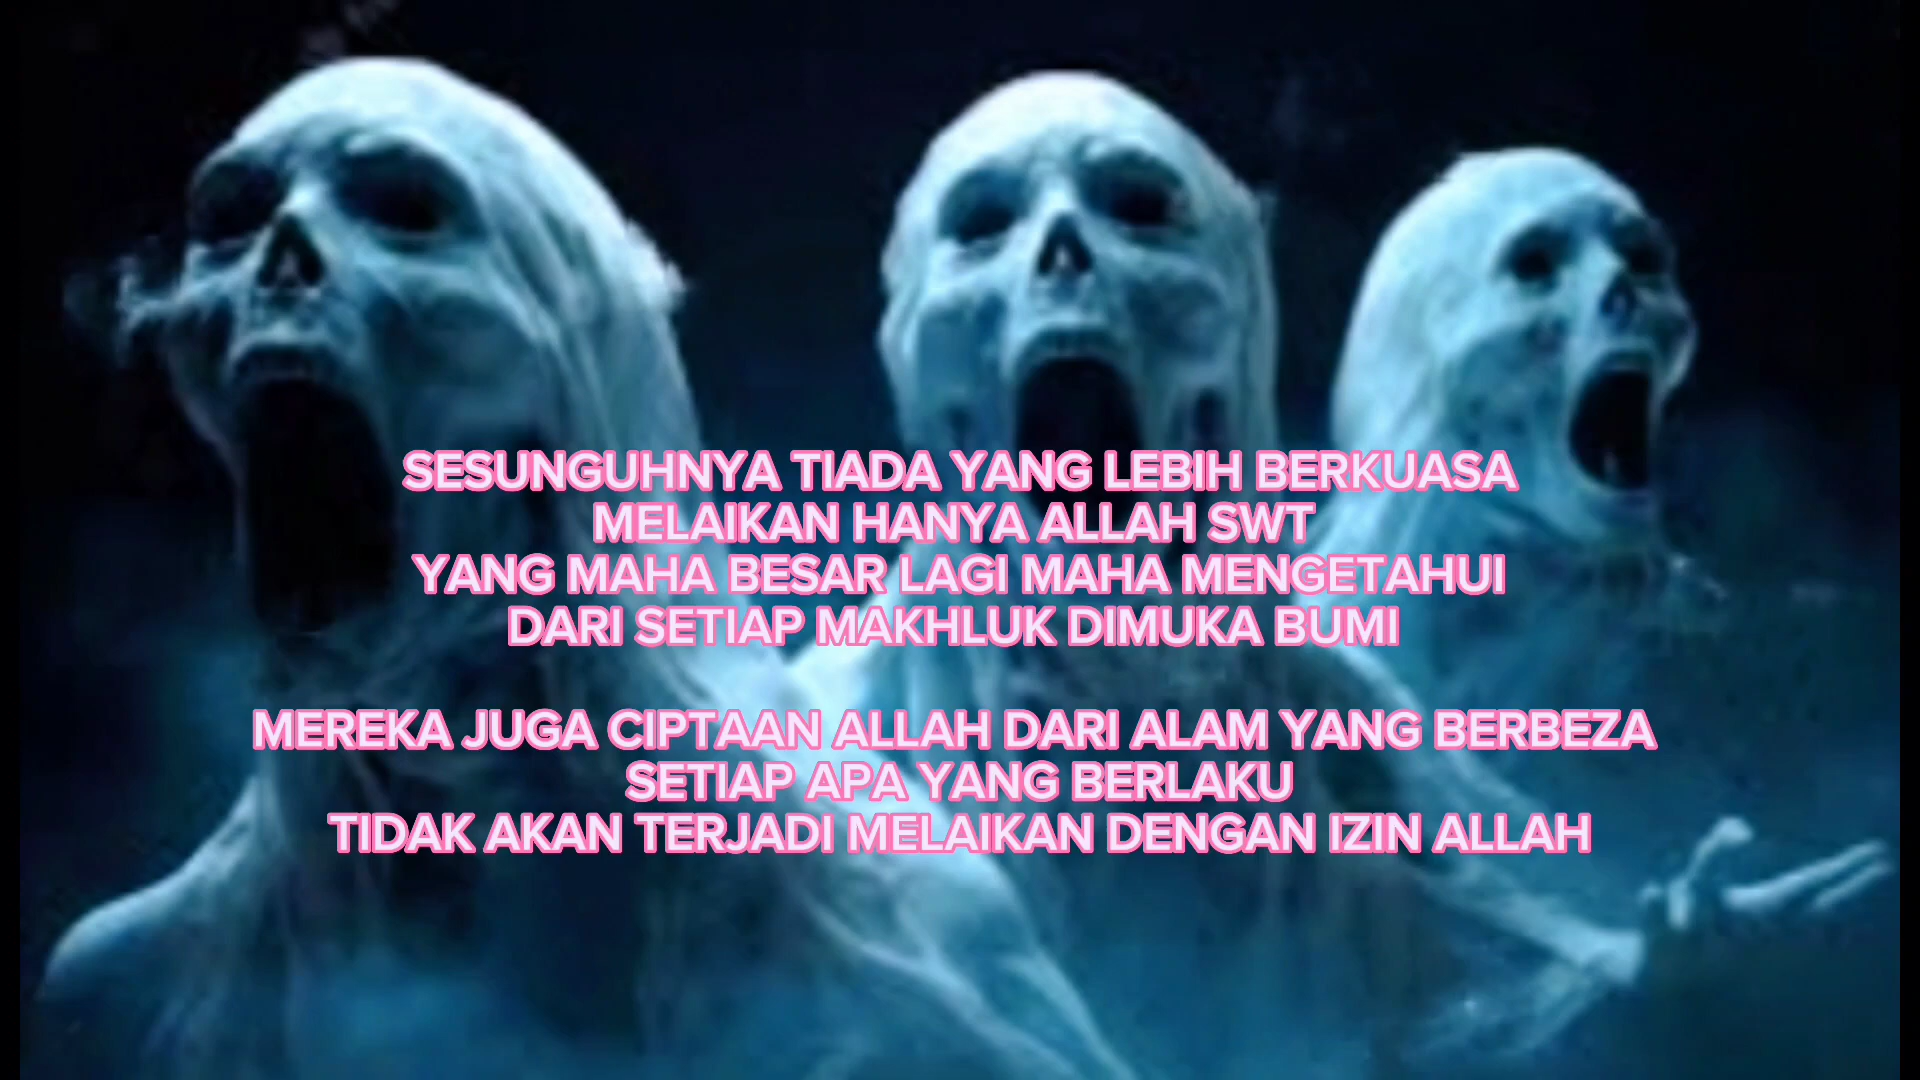 SESUNGUHNYA TIADA YANG LEBIH BERKUASA
MELAIKAN HANYA ALLAH SWT
YANG MAHA BESAR LAGI MAHA MENGETAHUI
DARI SETIAP MAKHLUK DIMUKA BUMI
MEREKA JUGA CIPTAAN ALLAH DARI ALAM YANG BERBEZA
SETIAP APA YANG BERLAKU
TIDAK AKAN TERJADI MELAIKAN DENGAN IZIN ALLAH